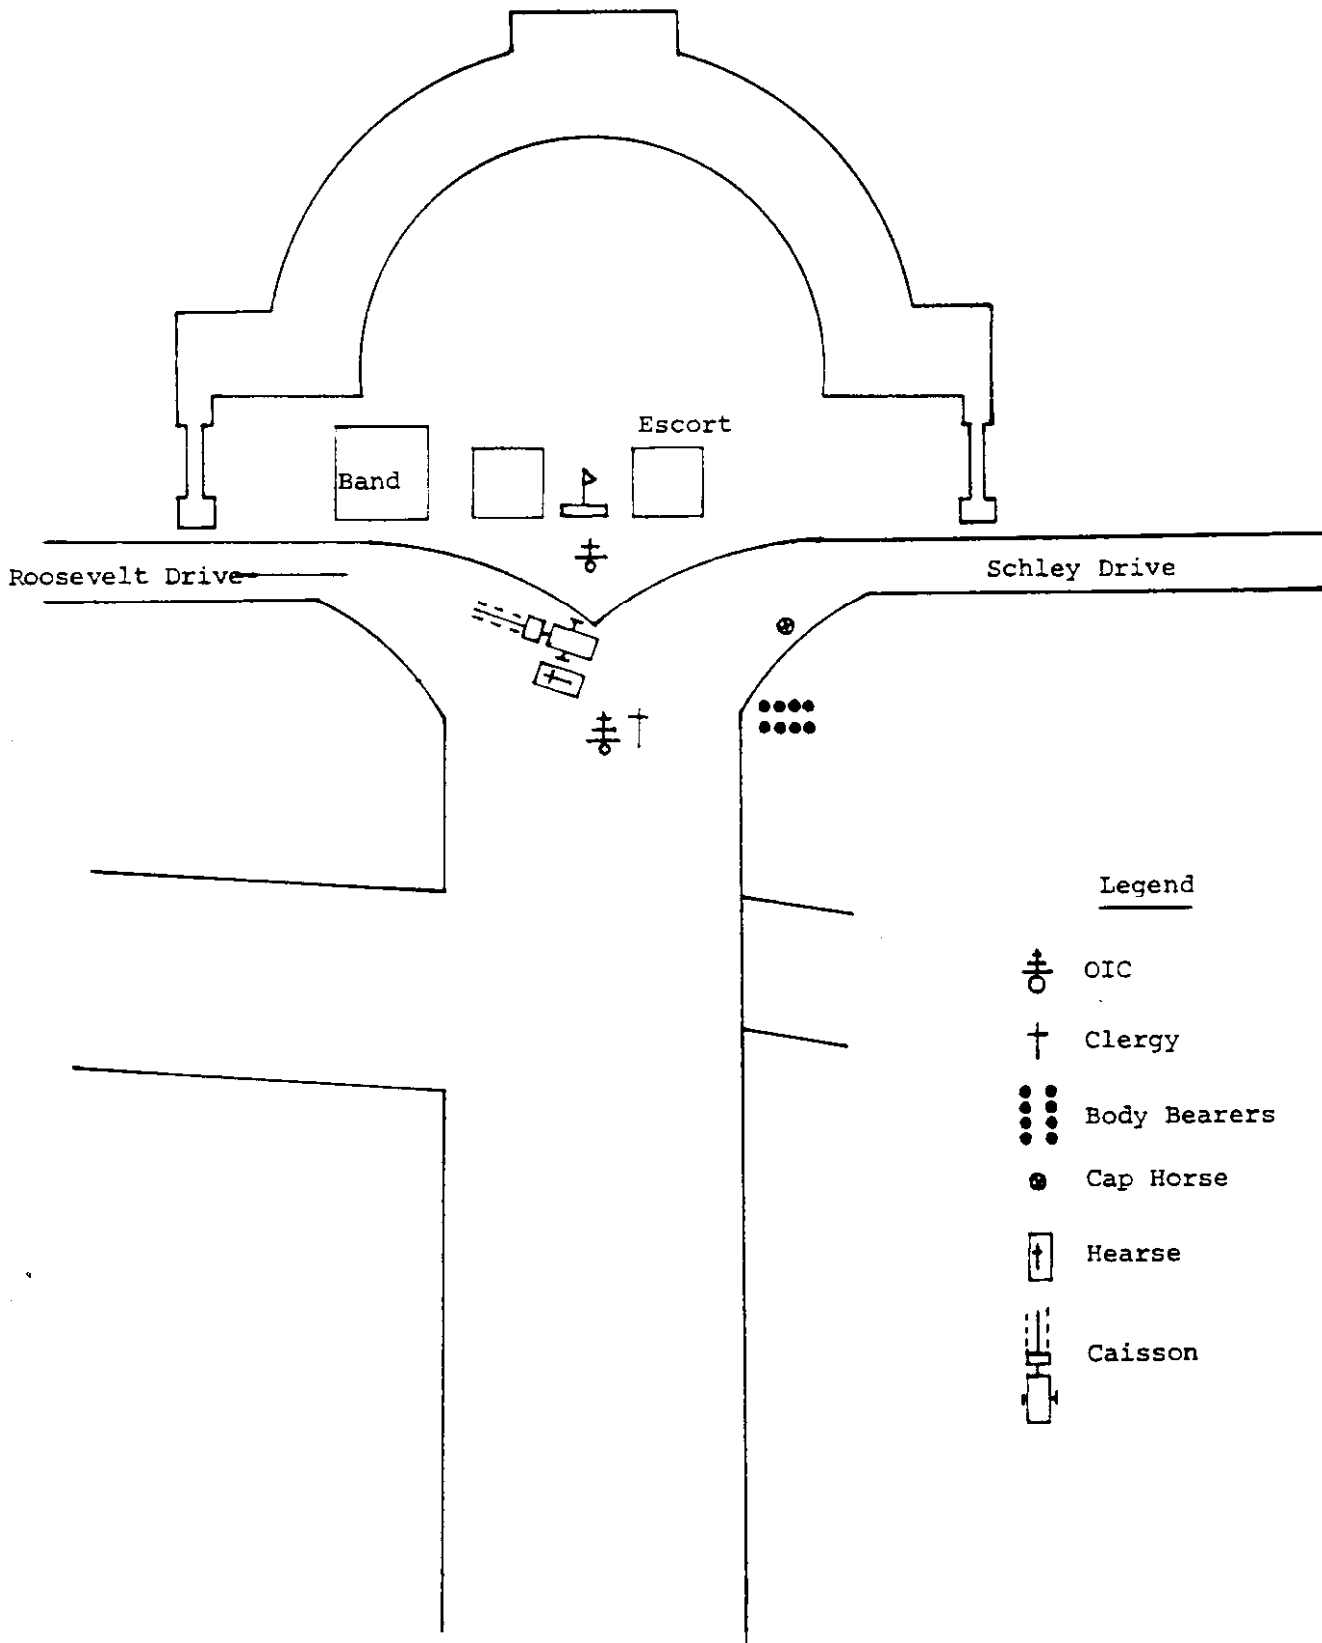 Escort
Band
Roosevelt Drive
Schley Drive
Legend
OIC
Clergy
Body Bearers
Cap Horse
Hearse
Caisson